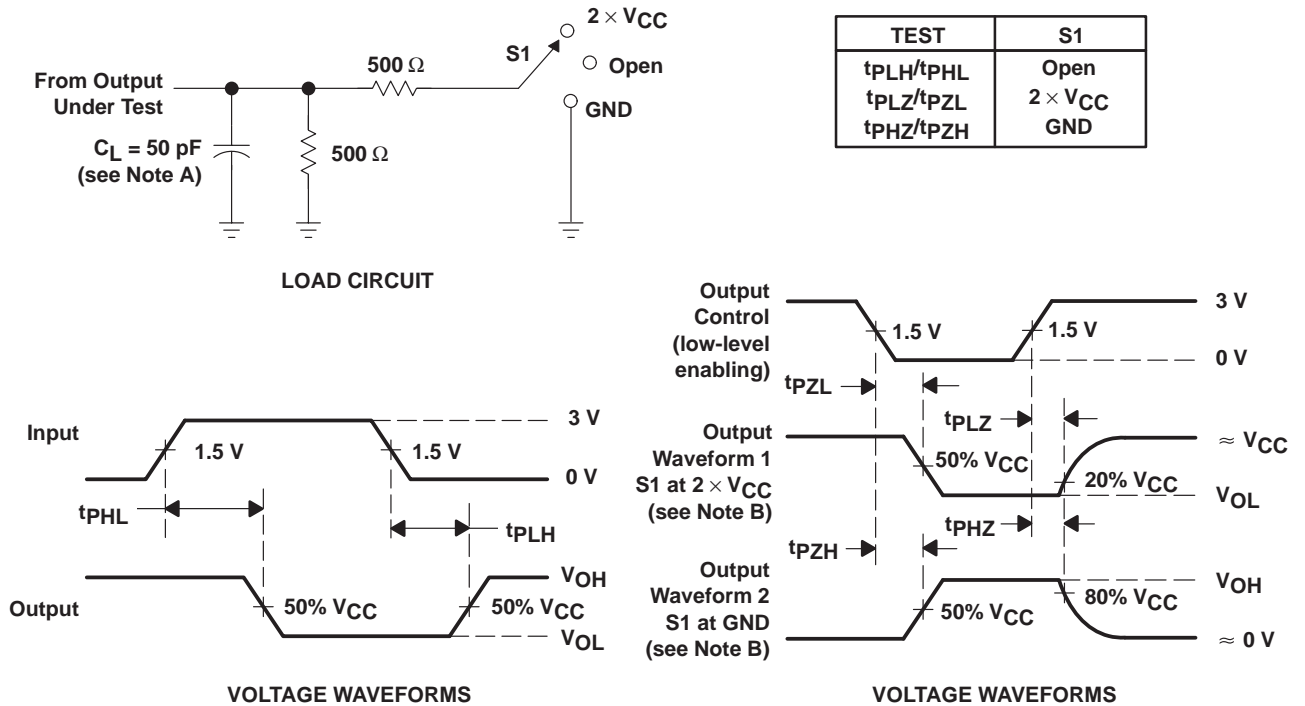 2 × VCC
S1
500 Ω
Open
From Output
Under Test
GND
CL = 50 pF
(see Note A)
500 Ω
LOAD CIRCUIT
TEST S1
tPLH/tPHL Open
tPLZ/tPZL 2 × VCC
tPHZ/tPZH GND
Input
3 V
1.5 V 1.5 V
0 V
tPHL
tPLH
Output
VOH
50% VCC 50% VCC
VOL
VOLTAGE WAVEFORMS
Output
Control
(low-level
enabling)
3 V
1.5 V 1.5 V
0 V
tPZL
tPLZ
Output
Waveform 1
S1 at 2 × VCC
(see Note B)
≈ VCC
50% VCC
20% VCC
VOL
tPHZ
tPZH
Output
Waveform 2
S1 at GND
(see Note B)
VOH
50% VCC
80% VCC
≈ 0 V
VOLTAGE WAVEFORMS